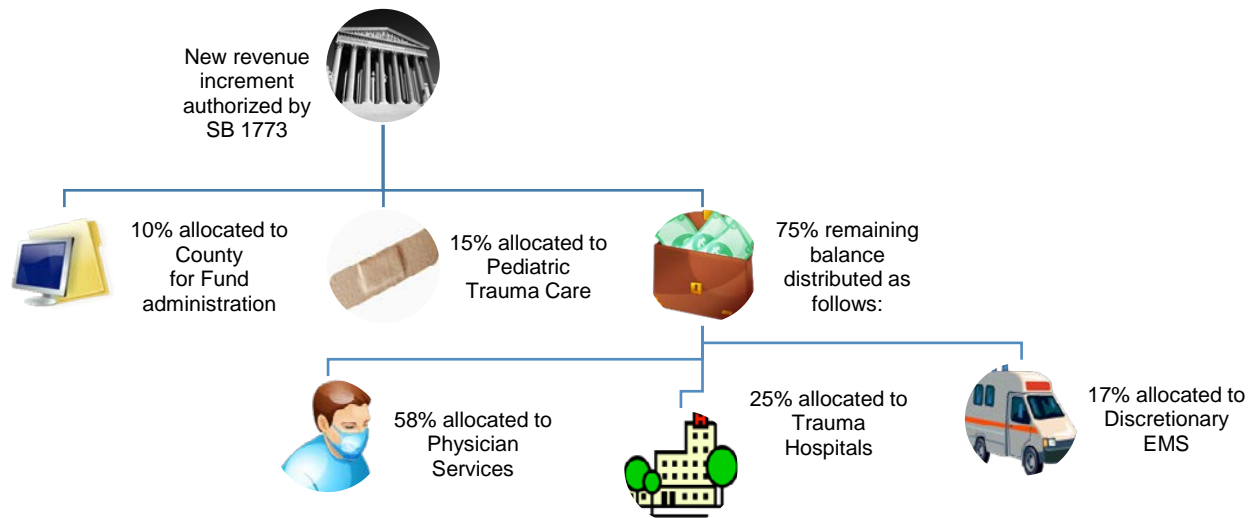 New revenue
increment
authorized by
SB 1773
10% allocated to
County
for Fund
administration
15% allocated to
Pediatric
Trauma Care
75% remaining
balance
distributed as
follows:
58% allocated to
Physician
Services
H
25% allocated to
Trauma
Hospitals
17% allocated to
Discretionary
EMS